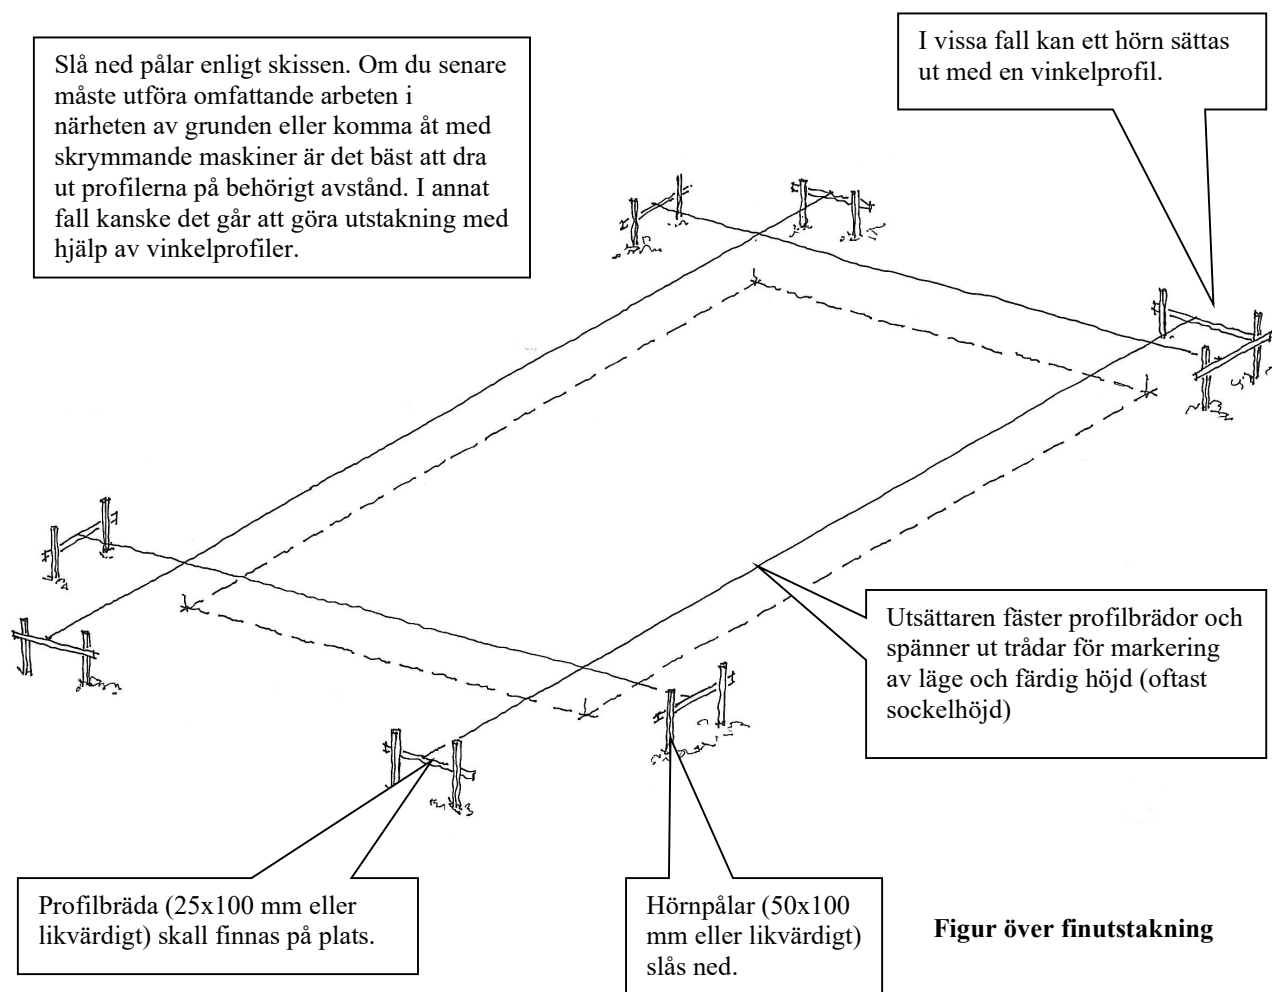 Slå ned pålar enligt skissen. Om du senare
måste utföra omfattande arbeten i
närheten av grunden eller komma åt med
skrymmande maskiner är det bäst att dra
ut profilerna på behörigt avstånd. I annat
fall kanske det går att göra utstakning med
hjälp av vinkelprofiler.
I vissa fall kan ett hörn sättas
ut med en vinkelprofil.
Utsättaren fäster profilbrädor och
spänner ut trådar för markering
av läge och färdig höjd (oftast
sockelhöjd)
Profilbräda (25x100 mm eller
likvärdigt) skall finnas på plats.
Hörnpålar (50x100
mm eller likvärdigt)
slås ned.
Figur över finutstakning